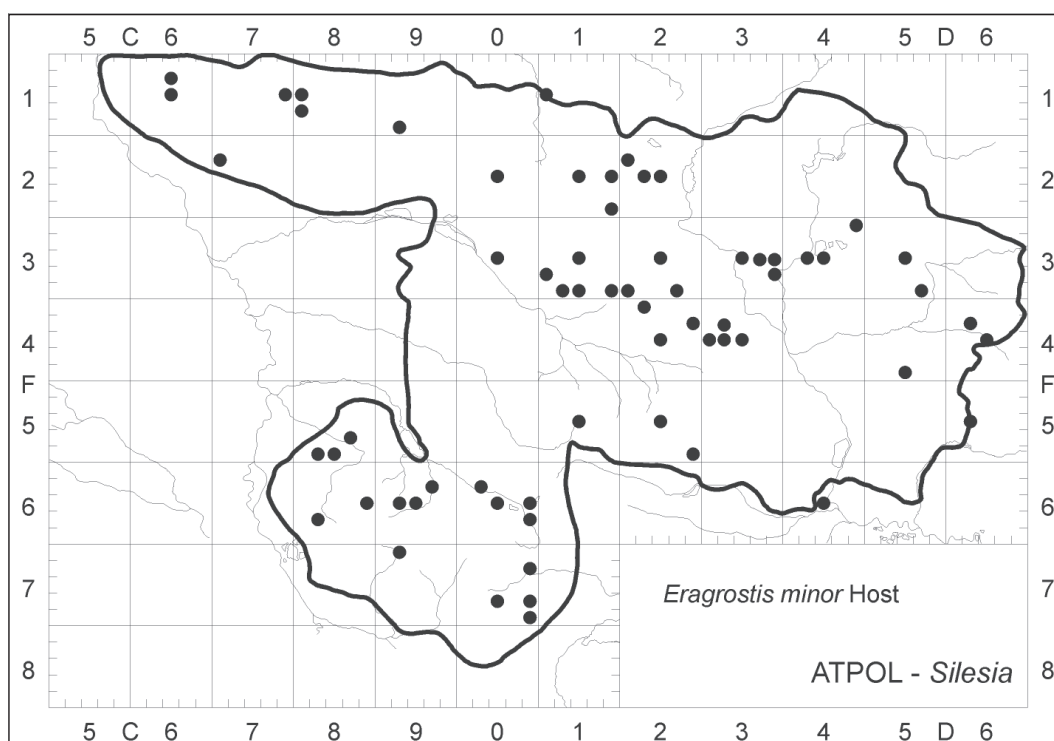 5 C 6 7 8 9 0 1 2 3 4 5 D 6
1 1
2 2
3 3
4 4
F F
5 5
6 6
7 Eragrostis minor Host 7
8 ATPOL - Silesia 8
5 C 6 7 8 9 0 1 2 3 4 5 D 6